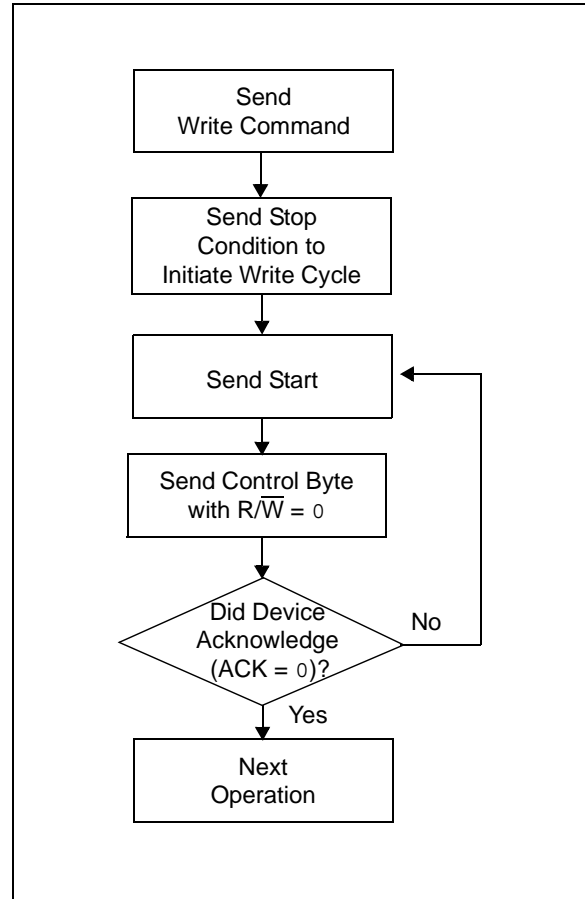 Send
Write Command
Send Stop
Condition to
Initiate Write Cycle
Send Start
Send Control Byte
with R/W̅ = 0
Did Device
Acknowledge
(ACK = 0)?
No
Yes
Next
Operation